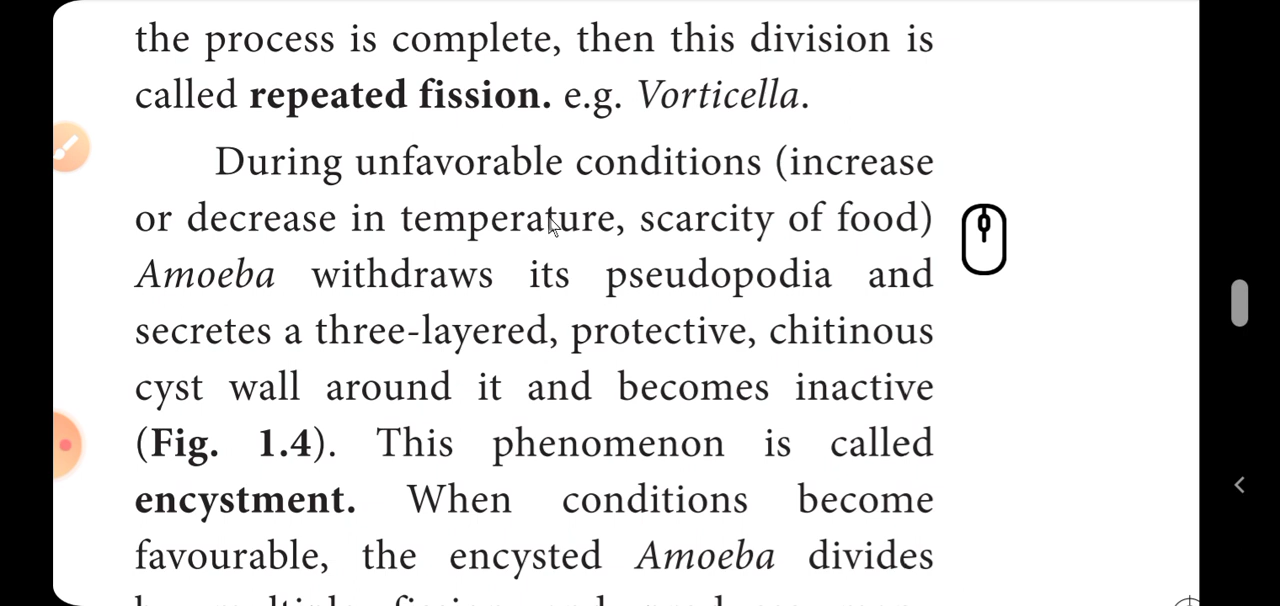 the process is complete, then this division is
called repeated fission. e.g. Vorticella.
During unfavorable conditions (increase
or decrease in temperature, scarcity of food)
Amoeba withdraws its pseudopodia and
secretes a three-layered, protective, chitinous
cyst wall around it and becomes inactive
(Fig. 1.4). This phenomenon is called
encystment. When conditions become
favourable, the encysted Amoeba divides